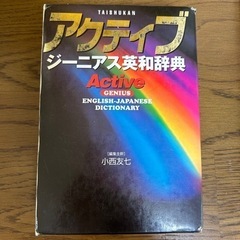 TAISHUKAN
アクティブ
ジーニアス英和辞典
Active
GENIUS
ENGLISH-JAPANESE
DICTIONARY
[編集主幹]
小西友七